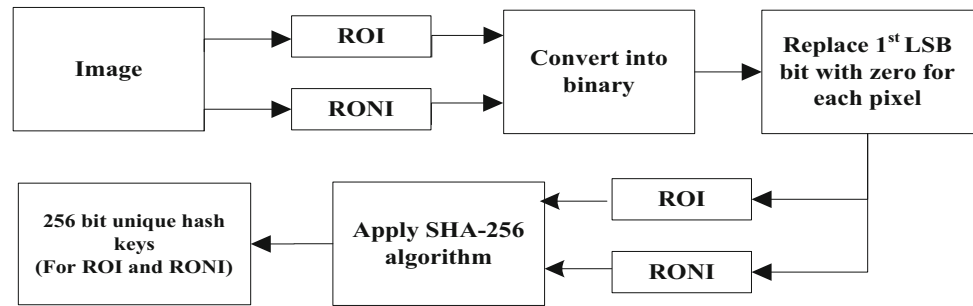 Image
ROI
RONI
Convert into
binary
Replace 1st LSB
bit with zero for
each pixel
ROI
RONI
Apply SHA-256
algorithm
256 bit unique hash
keys
(For ROI and RONI)